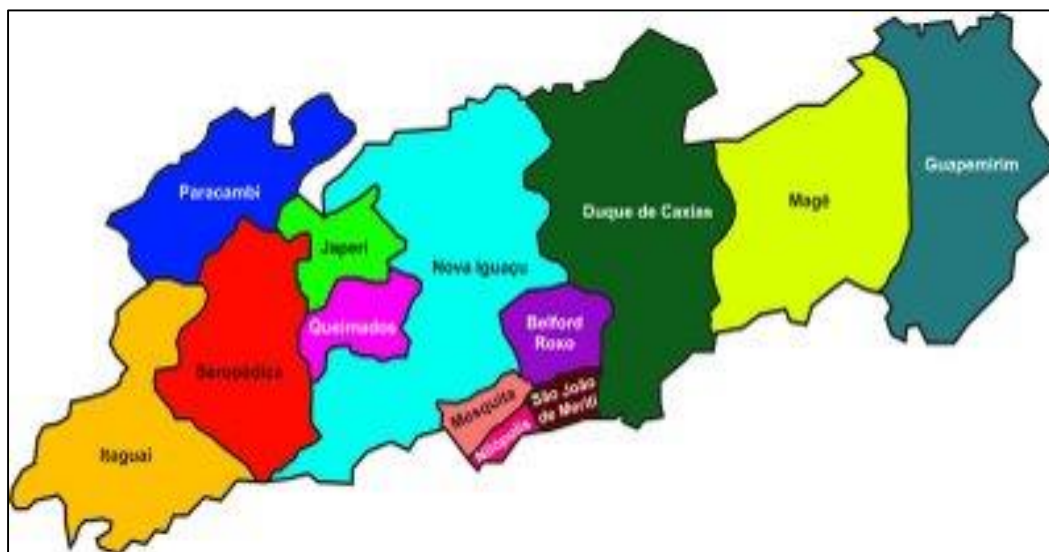 Guapemirim
Paracambi
Magé
Duque de Caxias
Japeri
Nova Iguaçu
Queimados
Belford
Roxo
Seropédica
Mesquita
São João
de Meriti
Nilópolis
Itaguaí